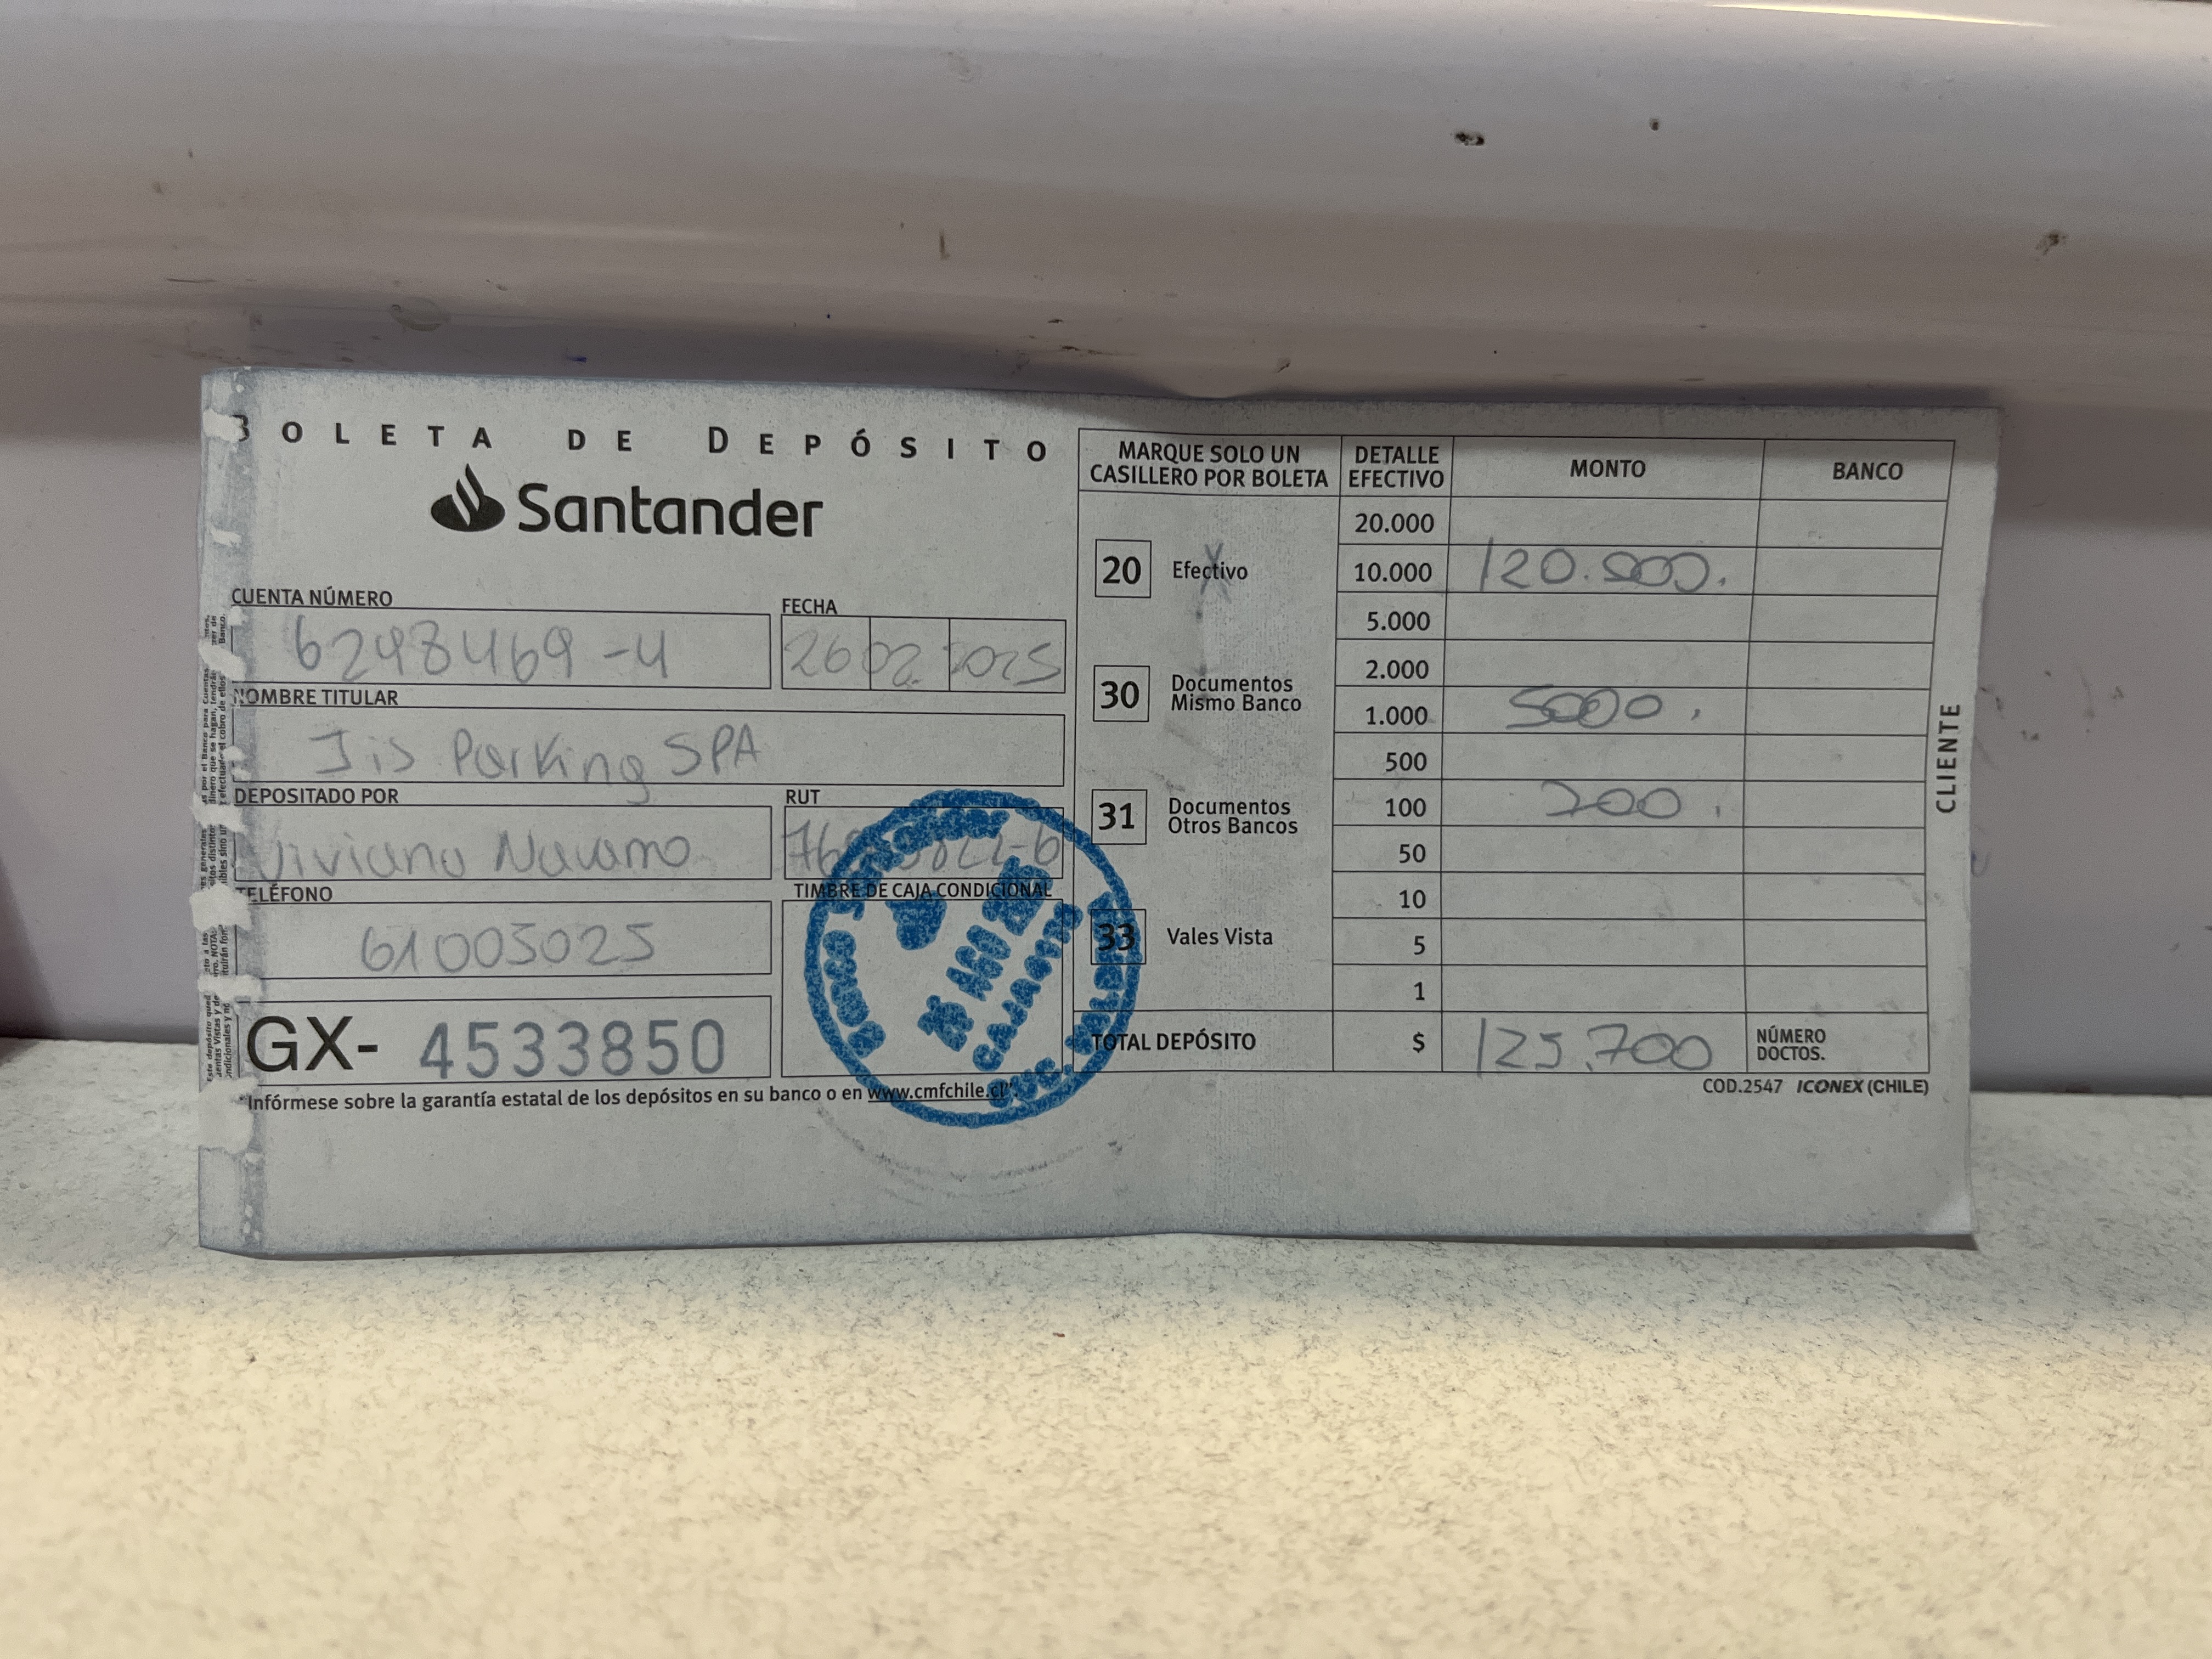 BOLETA DE DEPÓSITO
Santander
CUENTA NÚMERO
6298469-4
FECHA
26 02 2025
NOMBRE TITULAR
Jis Parking SPA
DEPOSITADO POR
Viviana Navarro
RUT
TELÉFONO
61005025
TIMBRE DE CAJA CONDICIONAL
GX- 4533850
"Infórmese sobre la garantía estatal de los depósitos en su banco o en www.cmfchile.cl".
MARQUE SOLO UN CASILLERO POR BOLETA
20 Efectivo X
30 Documentos Mismo Banco
31 Documentos Otros Bancos
33 Vales Vista
DETALLE EFECTIVO MONTO BANCO
20.000
10.000 120.000.
5.000
2.000
1.000 5000.
500
100 700.
50
10
5
1
TOTAL DEPÓSITO $ 125.700 NÚMERO DOCTOS.
COD.2547 ICONEX (CHILE)
CLIENTE